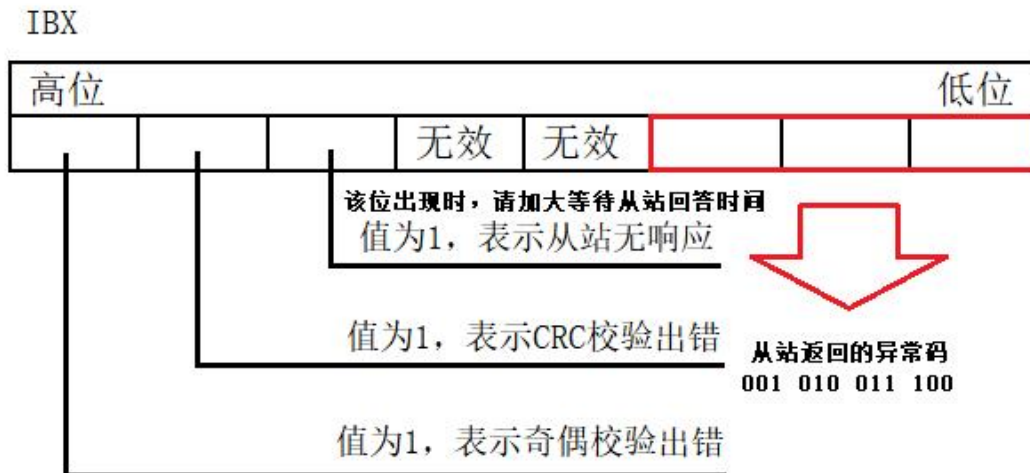 IBX
高位 低位
无效 无效
该位出现时，请加大等待从站回答时间
值为1，表示从站无响应
值为1，表示CRC校验出错
从站返回的异常码
001 010 011 100
值为1，表示奇偶校验出错